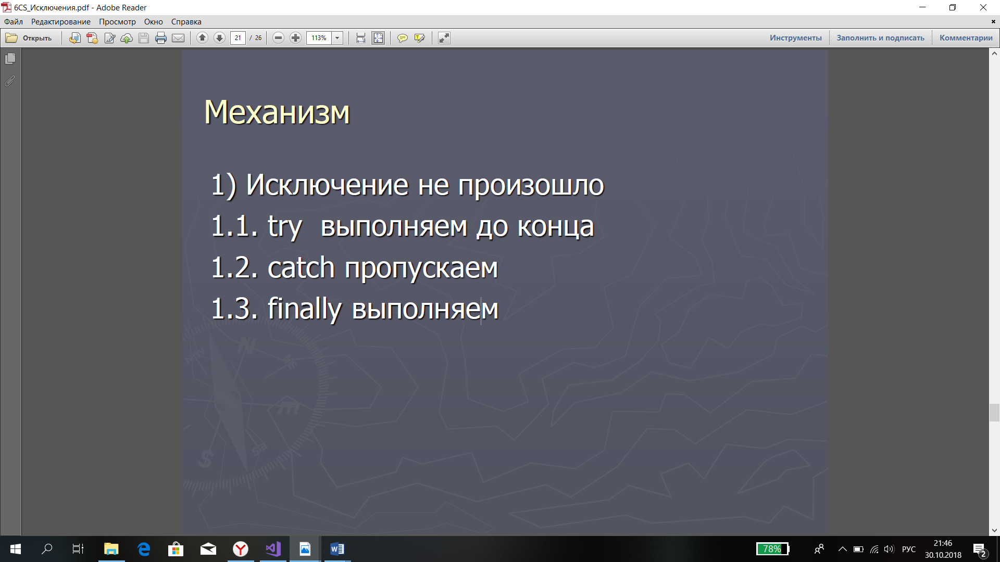 6CS_Исключения.pdf - Adobe Reader
Файл Редактирование Просмотр Окно Справка
Открыть 21 / 26 113% Инструменты Заполнить и подписать Комментарии
Механизм
1) Исключение не произошло
1.1. try выполняем до конца
1.2. catch пропускаем
1.3. finally выполняем
N
NW
E
S
78% РУС 21:46
30.10.2018
2